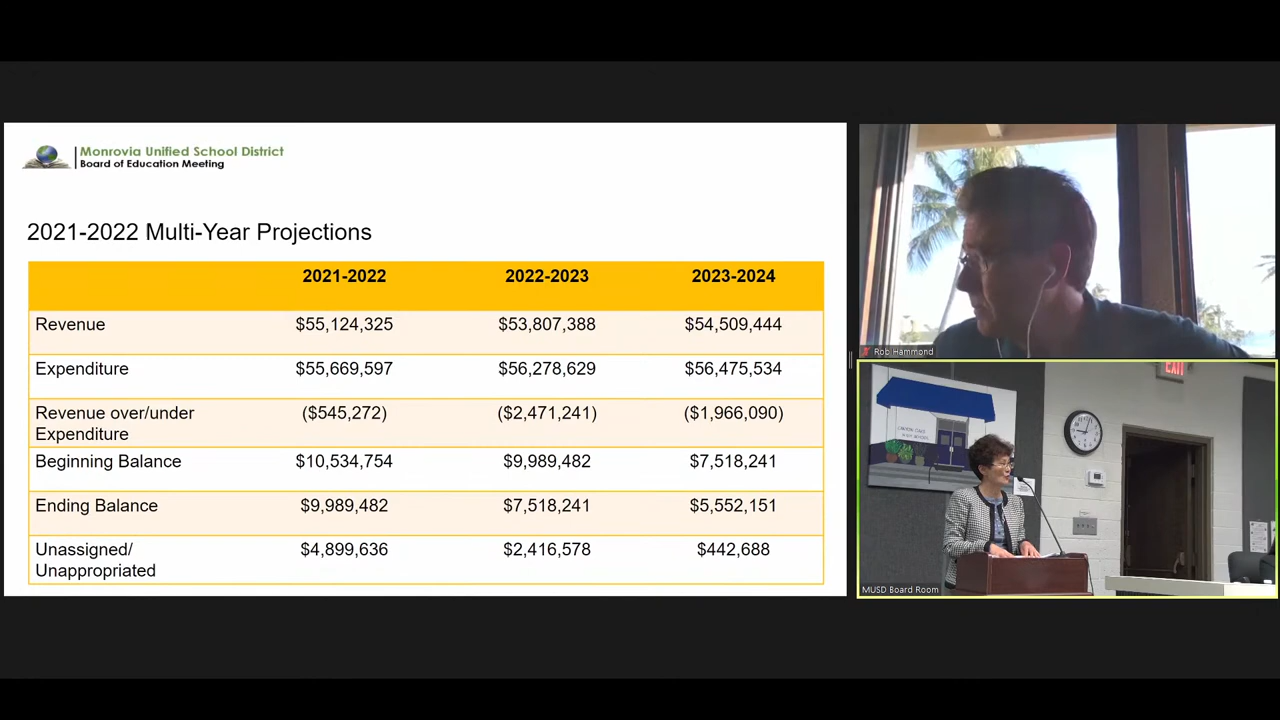 Monrovia Unified School District
Board of Education Meeting
2021-2022 Multi-Year Projections
2021-2022 2022-2023 2023-2024
Revenue $55,124,325 $53,807,388 $54,509,444
Expenditure $55,669,597 $56,278,629 $56,475,534
Revenue over/under ($545,272) ($2,471,241) ($1,966,090)
Expenditure
Beginning Balance $10,534,754 $9,989,482 $7,518,241
Ending Balance $9,989,482 $7,518,241 $5,552,151
Unassigned/ $4,899,636 $2,416,578 $442,688
Unappropriated
Rob Hammond
EXIT
MUSD Board Room